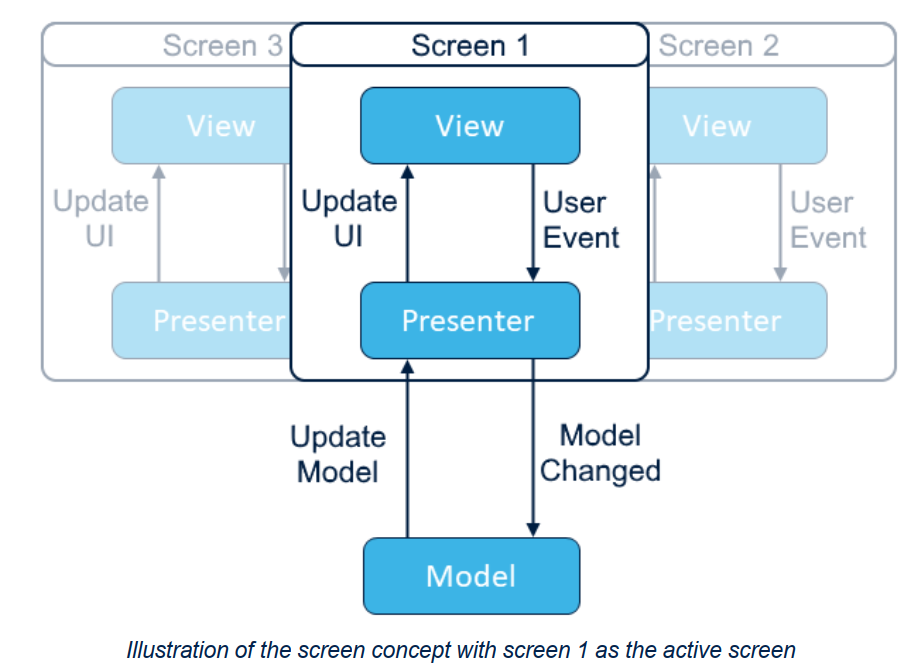 Screen 3
Screen 1
Screen 2
View
View
View
Update
UI
Update
UI
User
Event
User
Event
Presenter
Presenter
Presenter
Update
Model
Model
Changed
Model
Illustration of the screen concept with screen 1 as the active screen